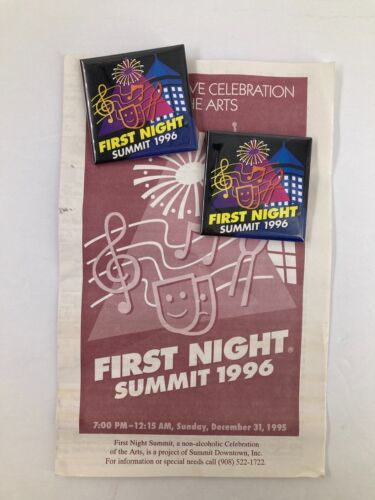 FIRST NIGHT
SUMMIT 1996
VE CELEBRATION
HE ARTS
FIRST NIGHT
SUMMIT 1996
FIRST NIGHT®
SUMMIT 1996
7:00 PM–12:15 AM, Sunday, December 31, 1995
First Night Summit, a non-alcoholic Celebration
of the Arts, is a project of Summit Downtown, Inc.
For information or special needs call (908) 522-1722.